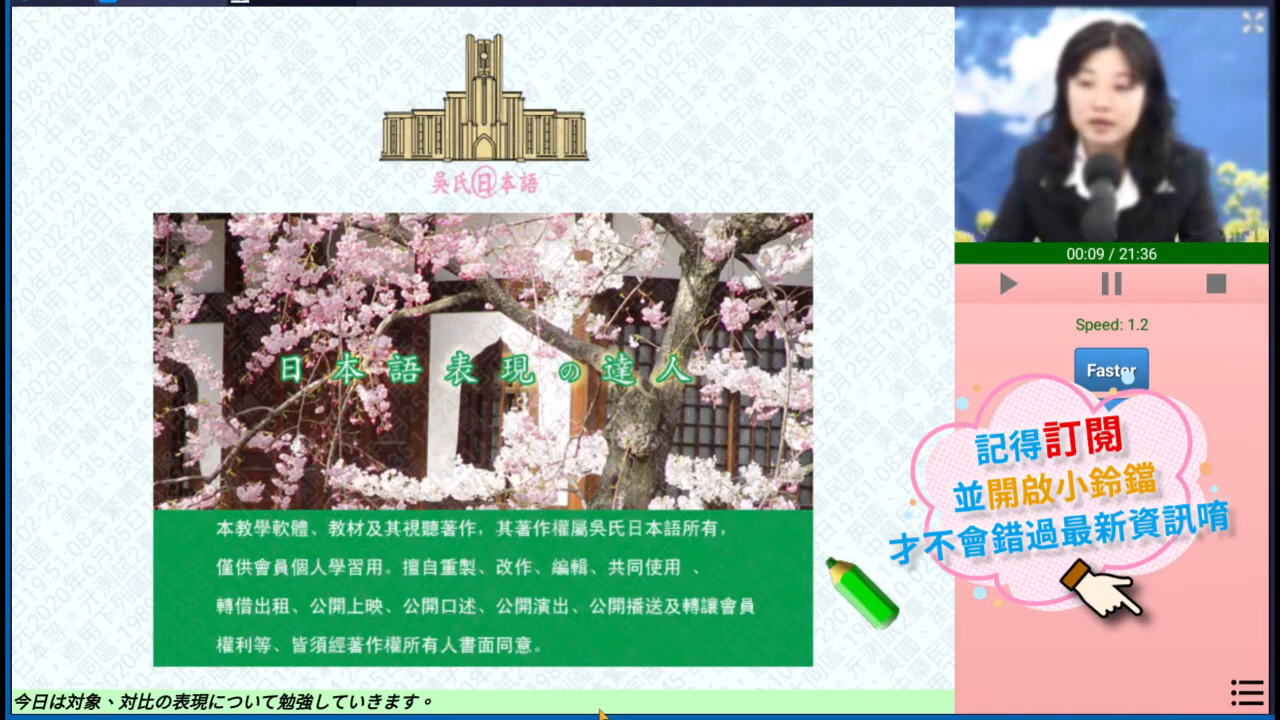 吳氏日本語
日本語表現の達人
本教學軟體、教材及其視聽著作，其著作權屬吳氏日本語所有，
僅供會員個人學習用。擅自重製、改作、編輯、共同使用 、
轉借出租、公開上映、公開口述、公開演出、公開播送及轉讓會員
權利等、皆須經著作權所有人書面同意。
今日は対象、対比の表現について勉強していきます。
00:09 / 21:36
Speed: 1.2
Faster
記得訂閱
並開啟小鈴鐺
才不會錯過最新資訊唷